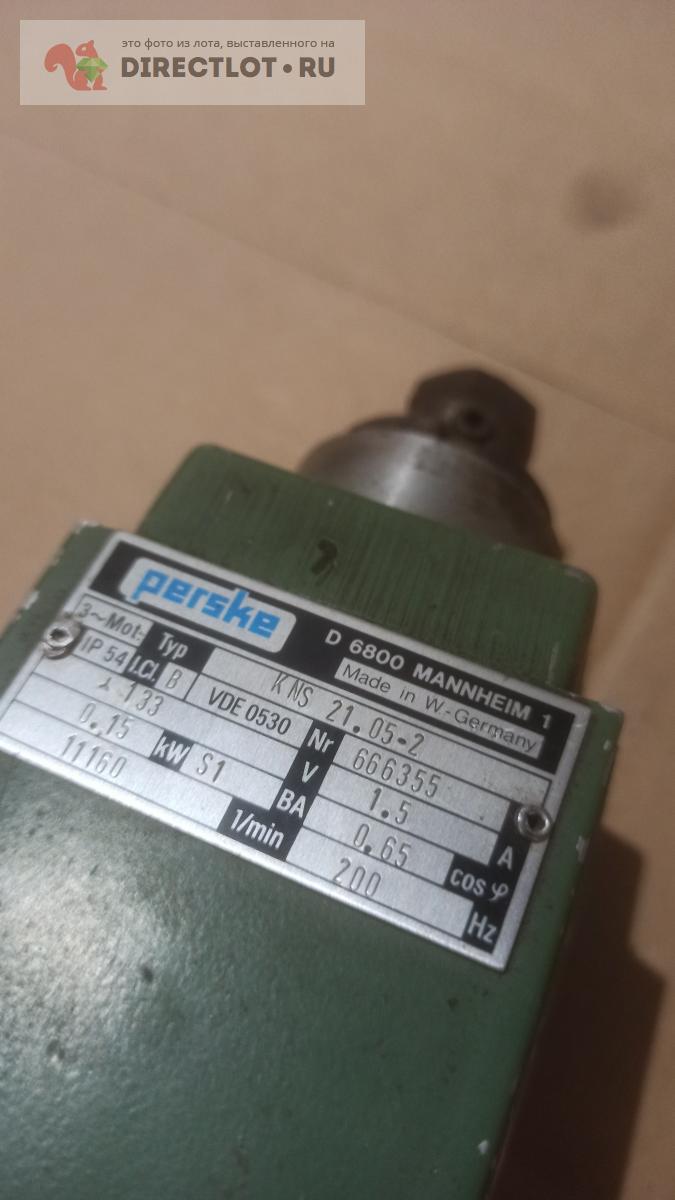 это фото из лота, выставленного на
DIRECTLOT•RU
perske
D 6800 MANNHEIM 1
Made in W.-Germany
3~Mot. Typ KNS 21.05-2
IP 54 I.Cl. B VDE 0530 Nr 666355
⅄ 133 V 1.5 A
0.15 kW S1 BA 0.65 cos φ
11160 1/min 200 Hz
7